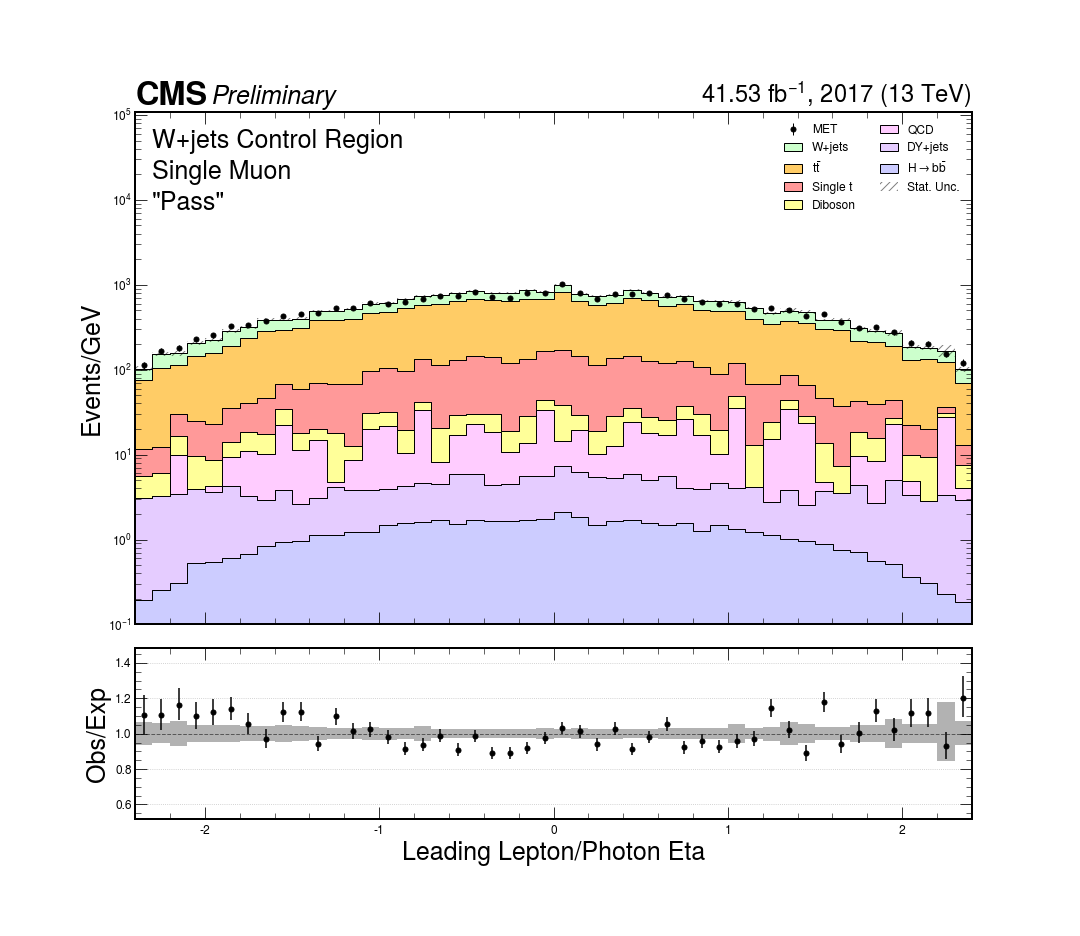 CMS Preliminary
41.53 fb⁻¹, 2017 (13 TeV)
W+jets Control Region
Single Muon
"Pass"
MET
W+jets
tt̄
Single t
Diboson
QCD
DY+jets
H→bb̄
Stat. Unc.
10⁵
10⁴
10³
10²
10¹
10⁰
10⁻¹
Events/GeV
1.4
1.2
1.0
0.8
0.6
Obs/Exp
-2 -1 0 1 2
Leading Lepton/Photon Eta